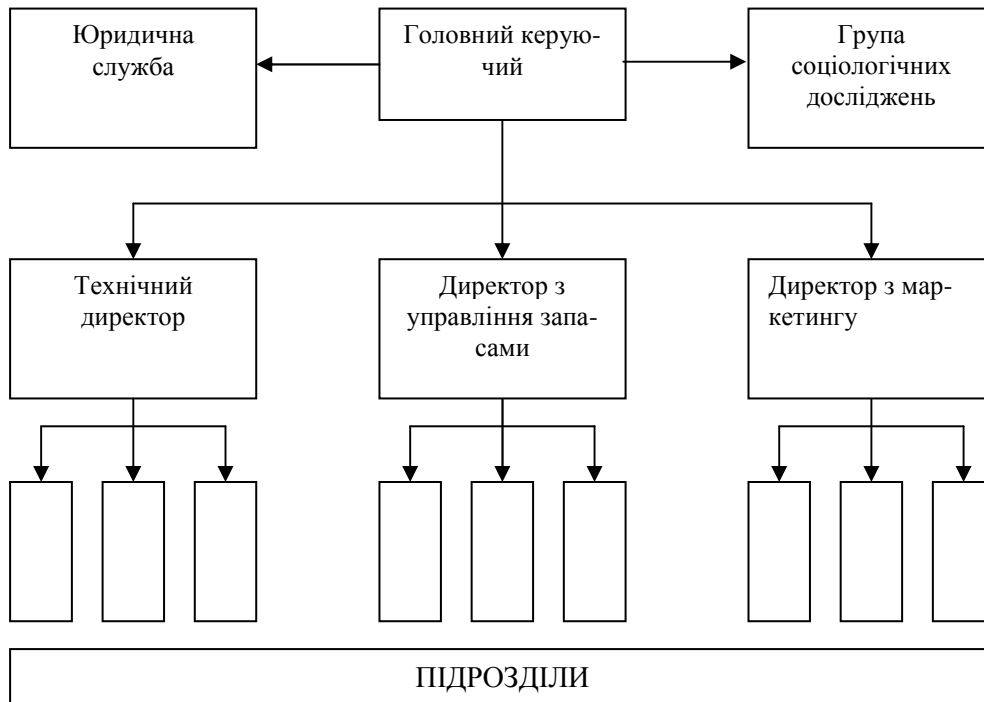 Юридична
служба
Головний керую-
чий
Група
соціологічних
досліджень
Технічний
директор
Директор з
управління запа-
сами
Директор з мар-
кетингу
ПІДРОЗДІЛИ